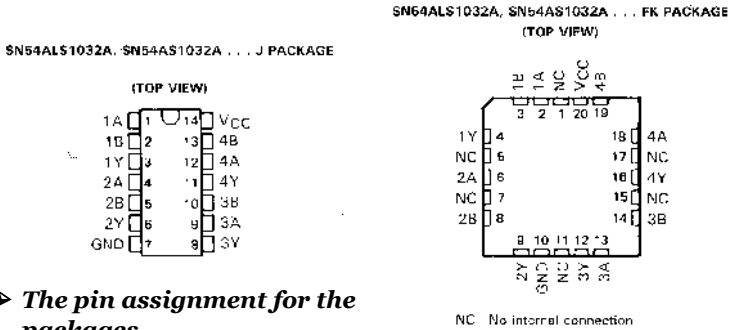 SN54ALS1032A, SN54AS1032A . . . J PACKAGE
(TOP VIEW)
1A 1 14 VCC
1B 2 13 4B
1Y 3 12 4A
2A 4 11 4Y
2B 5 10 3B
2Y 6 9 3A
GND 7 8 3Y
➤ The pin assignment for the
SN54ALS1032A, SN54AS1032A . . . FK PACKAGE
(TOP VIEW)
1B 1A NC VCC 4B
3 2 1 20 19
1Y 4 18 4A
NC 5 17 NC
2A 6 16 4Y
NC 7 15 NC
2B 8 14 3B
9 10 11 12 13
2Y GND NC 3Y 3A
NC No internal connection